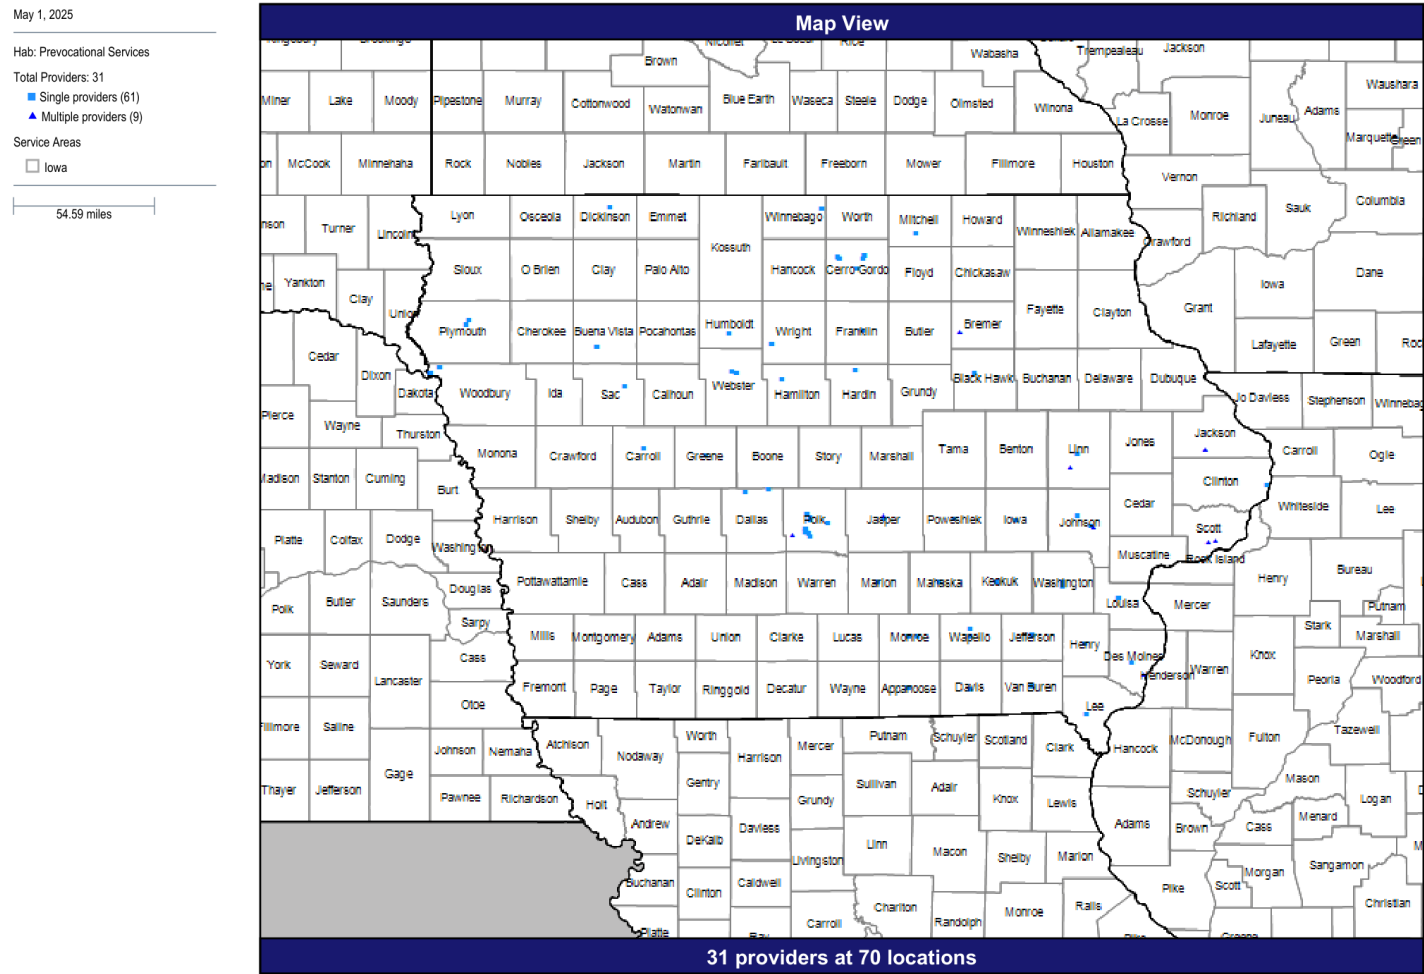 May 1, 2025
Hab: Prevocational Services
Total Providers: 31
Single providers (61)
Multiple providers (9)
Service Areas
Iowa
54.59 miles
Map View
Brown Wabasha Trempealeau Jackson
Miner Lake Moody Pipestone Murray Cottonwood Watonwan Blue Earth Waseca Steele Dodge Olmsted Winona La Crosse Monroe Juneau Adams Waushara
Marquette Green
McCook Minnehaha Rock Nobles Jackson Martin Faribault Freeborn Mower Fillmore Houston Vernon
Turner Lincoln Lyon Osceola Dickinson Emmet Winnebago Worth Mitchell Howard Winneshiek Allamakee Crawford Richland Sauk Columbia
Kossuth
Yankton Clay Union Sioux O Brien Clay Palo Alto Hancock Cerro Gordo Floyd Chickasaw Iowa Dane
Fayette Clayton Grant
Cedar Plymouth Cherokee Buena Vista Pocahontas Humboldt Wright Franklin Butler Bremer Lafayette Green
Dixon Dakota Woodbury Ida Sac Calhoun Webster Hamilton Hardin Grundy Black Hawk Buchanan Delaware Dubuque Jo Daviess Stephenson
Pierce Wayne Thurston
Monona Crawford Carroll Greene Boone Story Marshall Tama Benton Linn Jones Jackson Carroll Ogle
Madison Stanton Cuming Burt Clinton
Harrison Shelby Audubon Guthrie Dallas Polk Jasper Poweshiek Iowa Johnson Cedar Scott Whiteside Lee
Platte Colfax Dodge Muscatine Rock Island
Douglas Pottawattamie Cass Adair Madison Warren Marion Mahaska Keokuk Washington Henry Bureau
Polk Butler Saunders Sarpy Louisa Mercer Putnam
Mills Montgomery Adams Union Clarke Lucas Monroe Wapello Jefferson Henry Des Moines Stark Marshall
York Seward Cass Henderson Warren Knox
Lancaster Fremont Page Taylor Ringgold Decatur Wayne Appanoose Davis Van Buren Lee Peoria Woodford
Otoe
Fillmore Saline Johnson Nemaha Atchison Nodaway Worth Harrison Mercer Putnam Schuyler Scotland Clark Hancock McDonough Fulton Tazewell
Gage Gentry Sullivan Adair Mason
Thayer Jefferson Pawnee Richardson Holt Grundy Knox Lewis Schuyler Logan
Andrew DeKalb Daviess Adams Brown Cass Menard
Livingston Linn Macon Shelby Marion Morgan Sangamon
Buchanan Clinton Caldwell Pike Scott Christian
Platte Carroll Chariton Randolph Monroe Ralls
31 providers at 70 locations